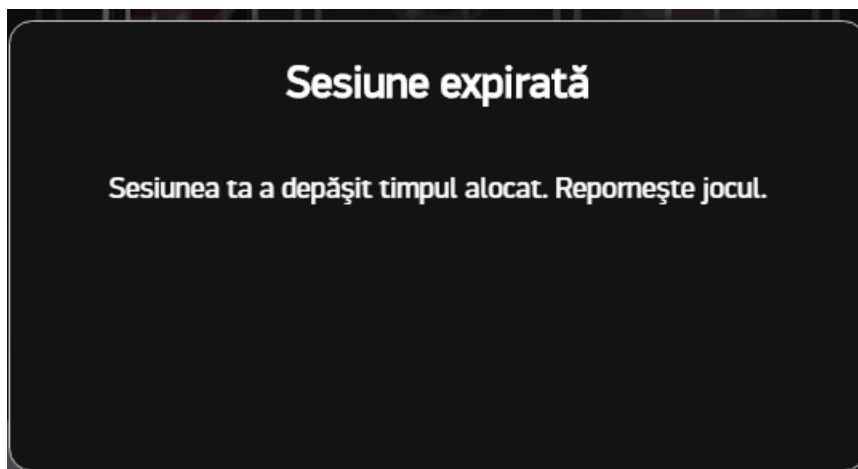 Sesiune expirată
Sesiunea ta a depăşit timpul alocat. Reporneşte jocul.